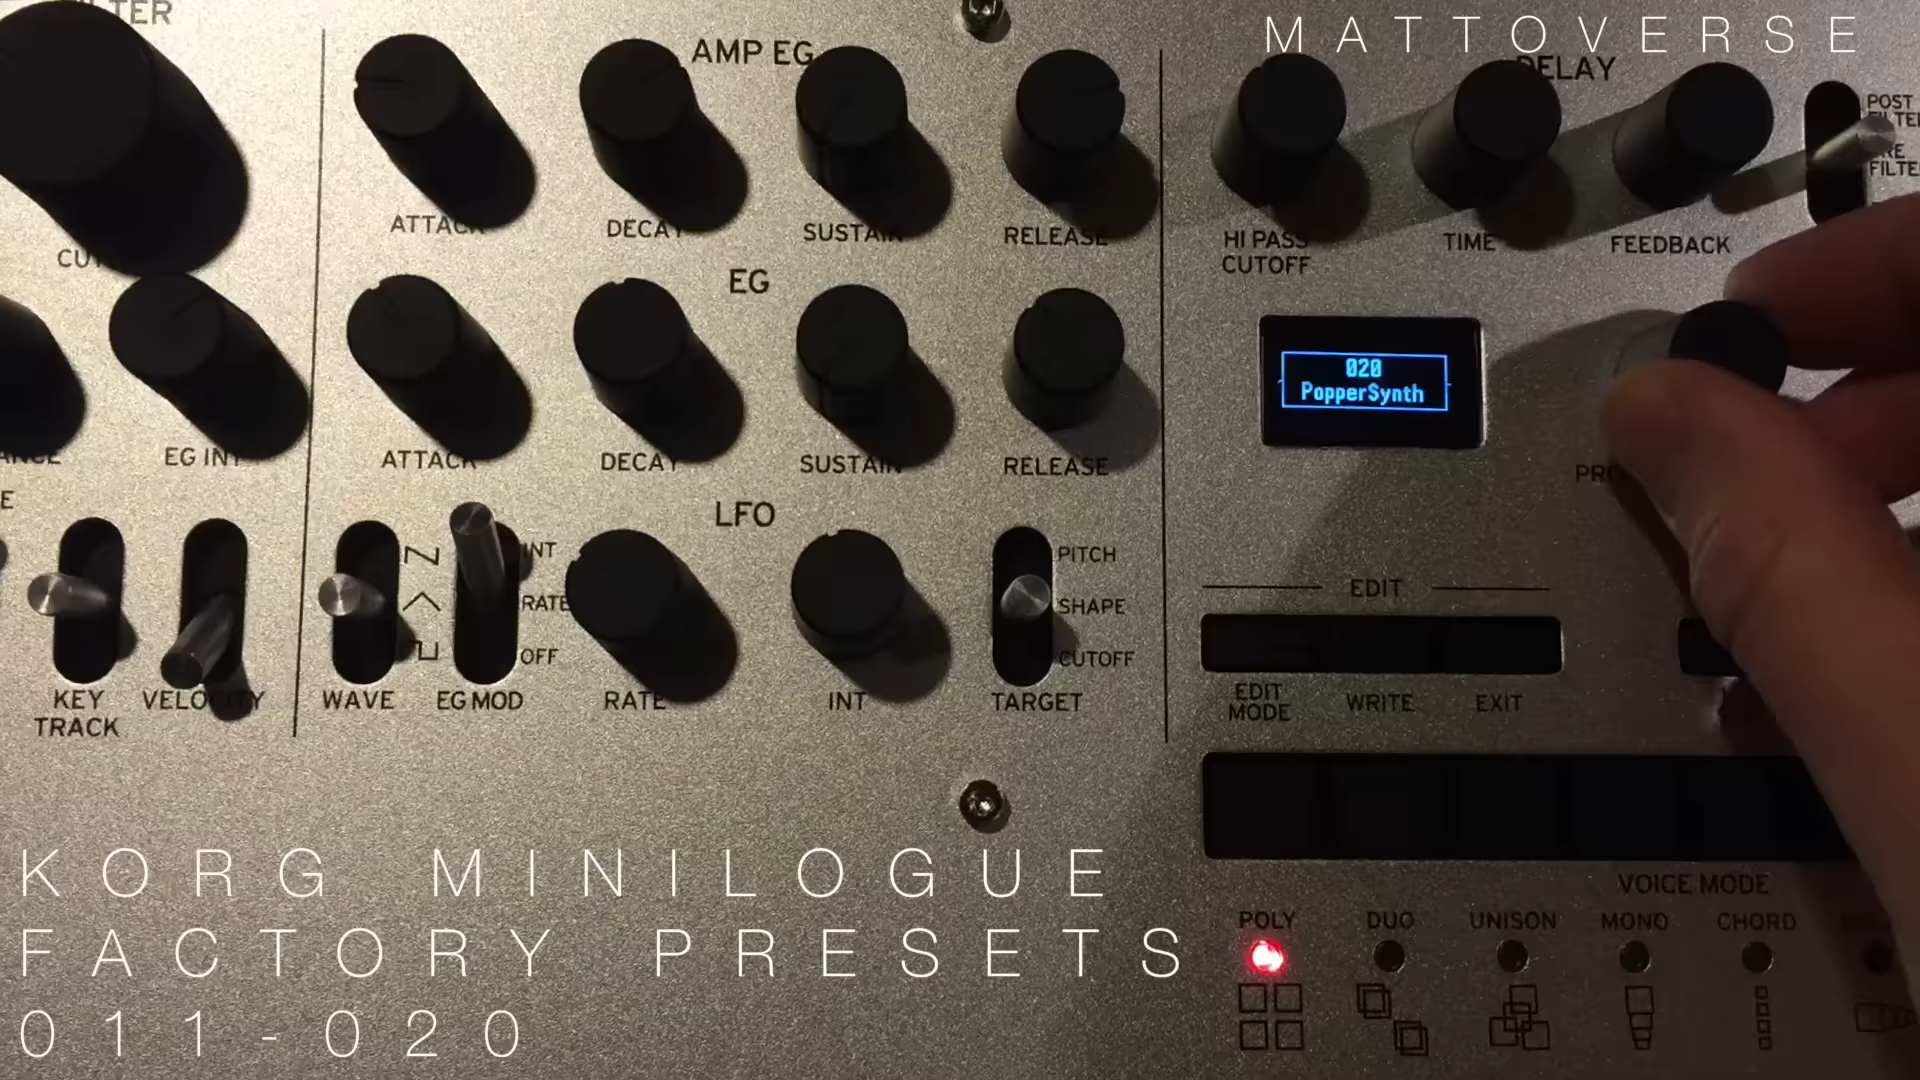 MATTOVERSE
AMP EG
DELAY
POST
ATTACK
DECAY
SUSTAIN
RELEASE
HI PASS
CUTOFF
TIME
FEEDBACK
EG
020
PopperSynth
EG INT
ATTACK
DECAY
SUSTAIN
RELEASE
LFO
INT
RATE
OFF
PITCH
SHAPE
CUTOFF
EDIT
KEY
TRACK
VELOCITY
WAVE
EG MOD
RATE
INT
TARGET
EDIT
MODE
WRITE
EXIT
KORG MINILOGUE
FACTORY PRESETS
011-020
VOICE MODE
POLY
DUO
UNISON
MONO
CHORD